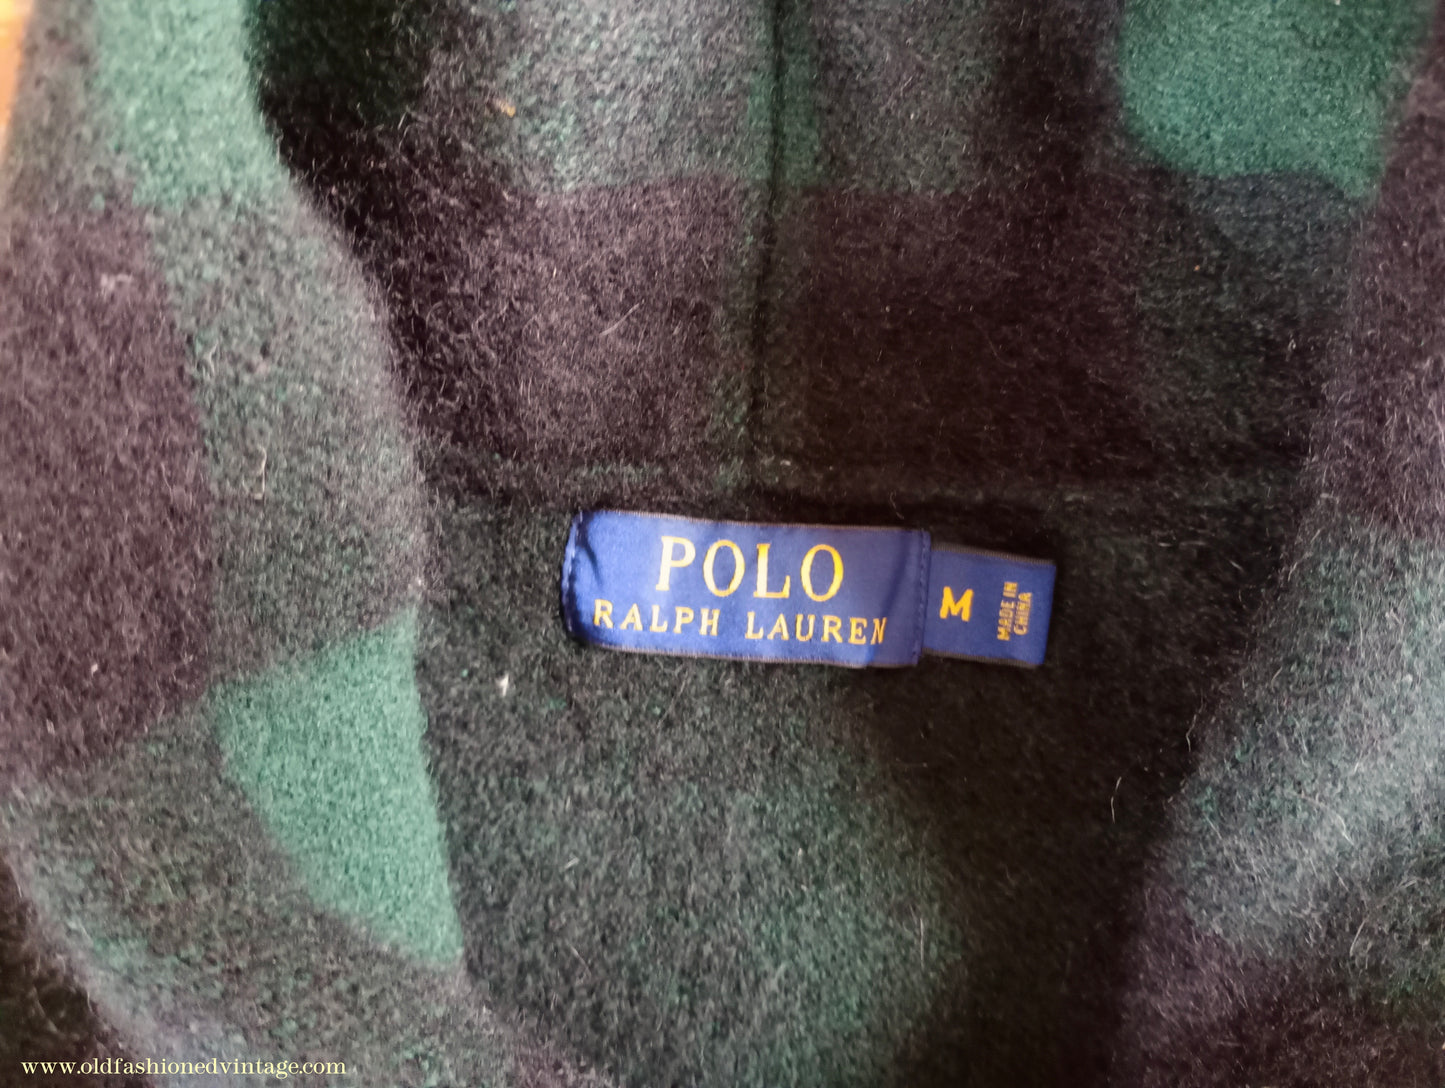 POLO
RALPH LAUREN
M
MADE IN
CHINA
www.oldfashionedvintage.com